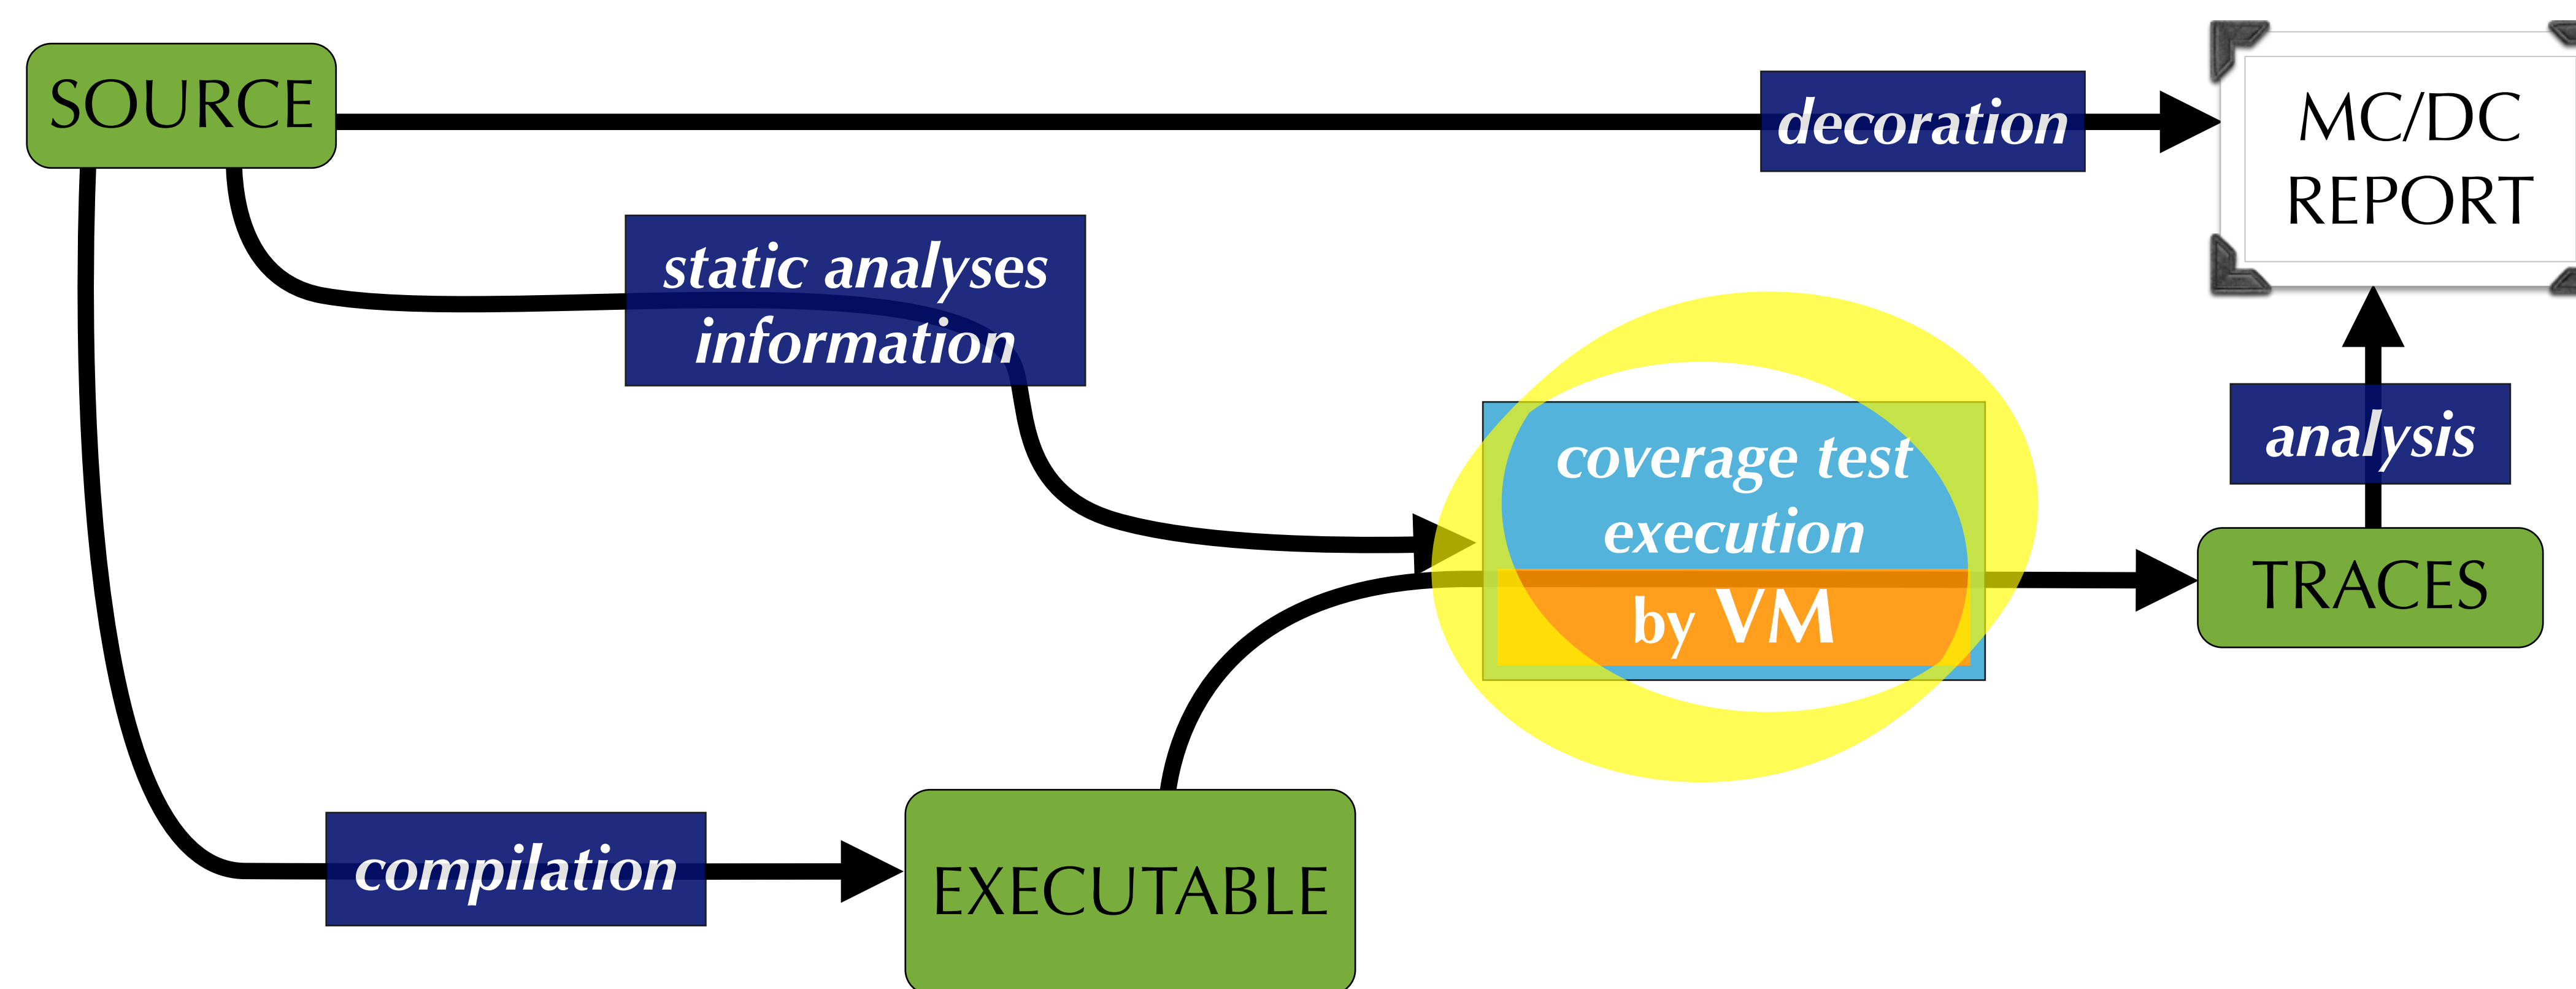 SOURCE
decoration
MC/DC
REPORT
static analyses
information
coverage test
execution
by VM
analysis
TRACES
compilation
EXECUTABLE